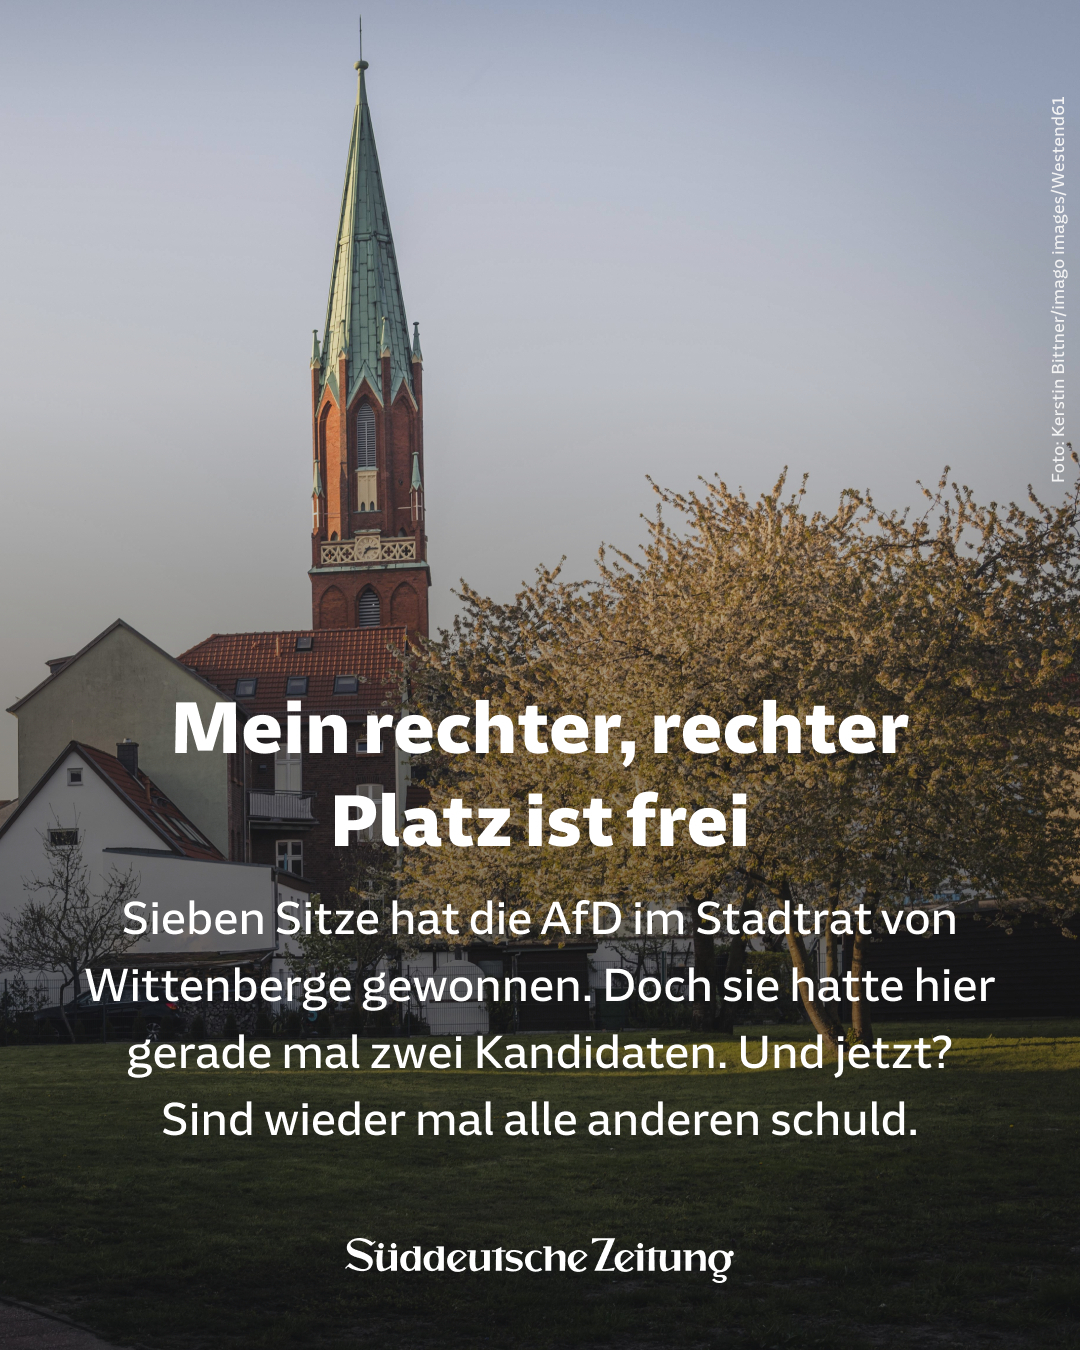 Foto: Kerstin Bittner/imago images/Westend61
Mein rechter, rechter
Platz ist frei
Sieben Sitze hat die AfD im Stadtrat von
Wittenberge gewonnen. Doch sie hatte hier
gerade mal zwei Kandidaten. Und jetzt?
Sind wieder mal alle anderen schuld.
Süddeutsche Zeitung